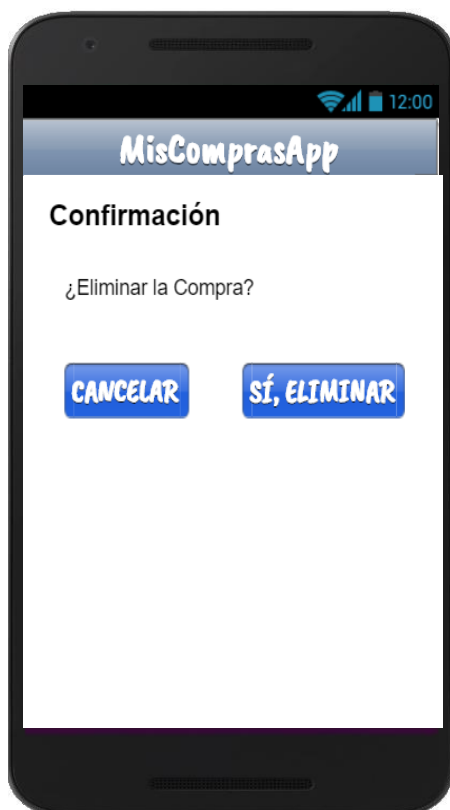 12:00
MisComprasApp
Confirmación
¿Eliminar la Compra?
CANCELAR
SÍ, ELIMINAR